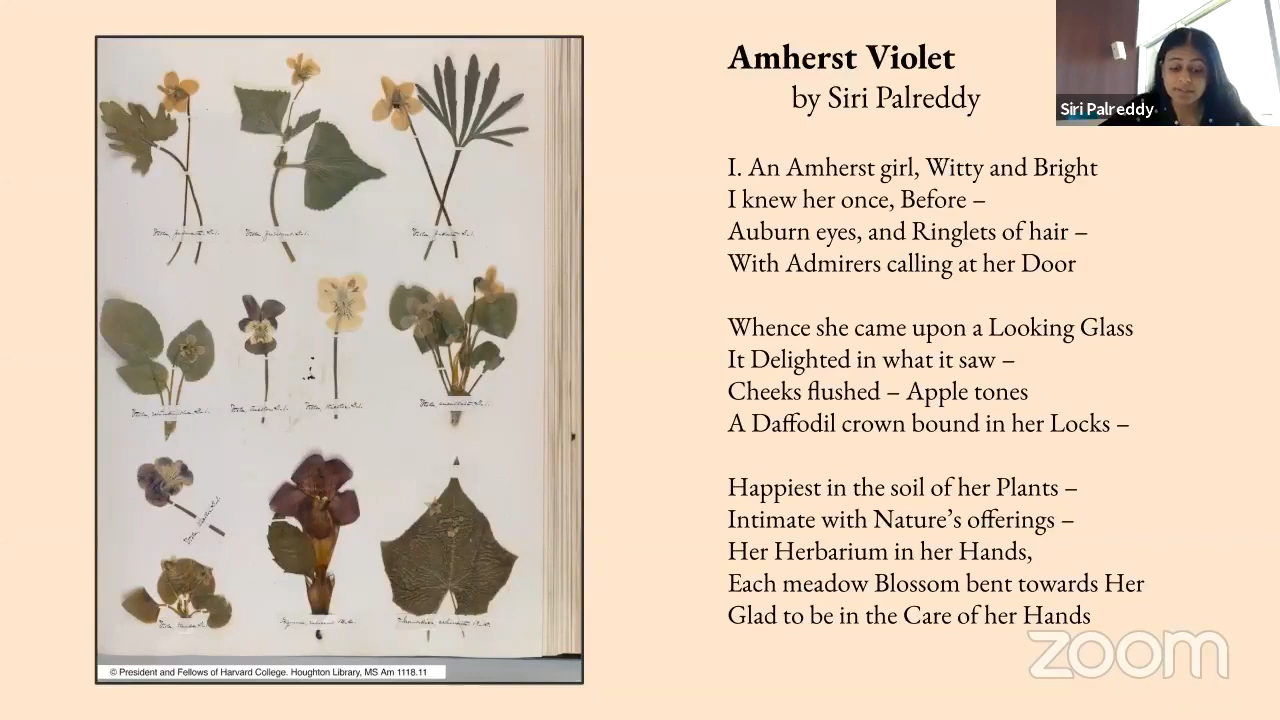 Amherst Violet
by Siri Palreddy
Siri Palreddy
I. An Amherst girl, Witty and Bright
I knew her once, Before –
Auburn eyes, and Ringlets of hair –
With Admirers calling at her Door
Whence she came upon a Looking Glass
It Delighted in what it saw –
Cheeks flushed – Apple tones
A Daffodil crown bound in her Locks –
Happiest in the soil of her Plants –
Intimate with Nature’s offerings –
Her Herbarium in her Hands,
Each meadow Blossom bent towards Her
Glad to be in the Care of her Hands
© President and Fellows of Harvard College. Houghton Library, MS Am 1118.11
zoom